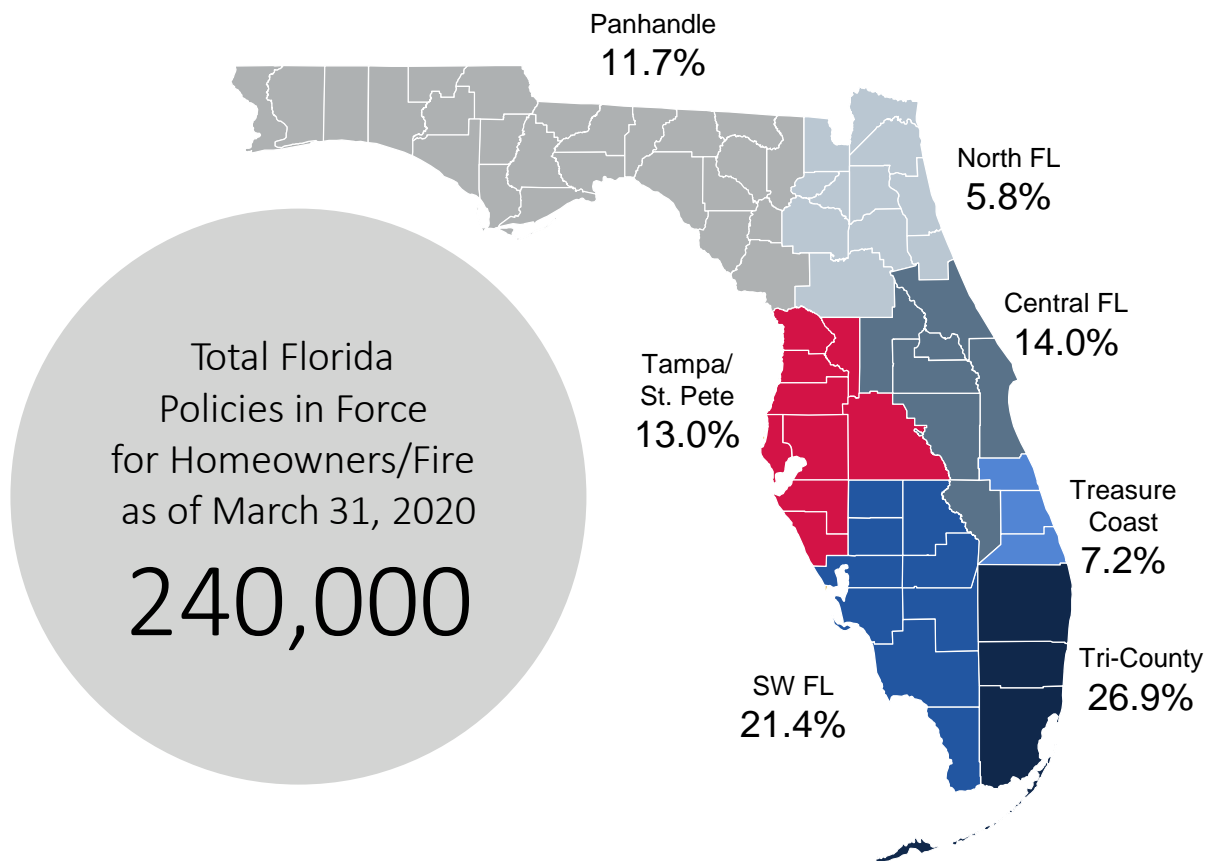 Panhandle
11.7%
North FL
5.8%
Central FL
14.0%
Tampa/
St. Pete
13.0%
Total Florida
Policies in Force
for Homeowners/Fire
as of March 31, 2020
240,000
Treasure
Coast
7.2%
Tri-County
26.9%
SW FL
21.4%